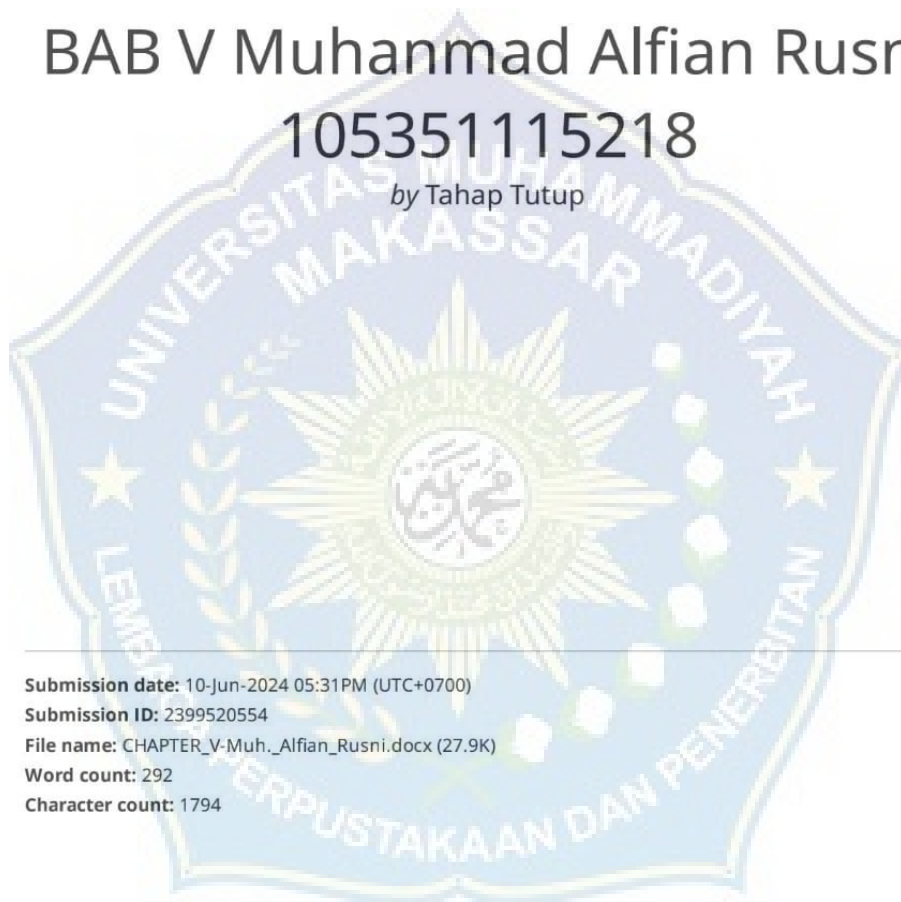 BAB V Muhanmad Alfian Rusn
105351115218
by Tahap Tutup
UNIVERSITAS MUHAMMADIYAH
MAKASSAR
LEMBAGA PERPUSTAKAAN DAN PENERBITAN
Submission date: 10-Jun-2024 05:31PM (UTC+0700)
Submission ID: 2399520554
File name: CHAPTER_V-Muh._Alfian_Rusni.docx (27.9K)
Word count: 292
Character count: 1794